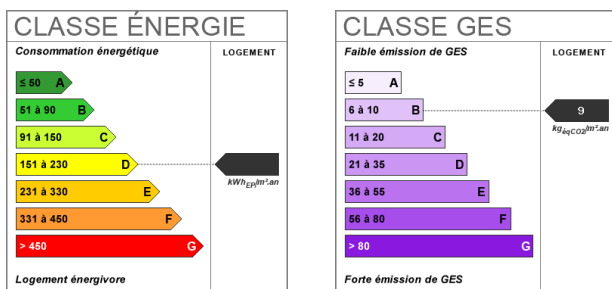 CLASSE ÉNERGIE
Consommation énergétique
LOGEMENT
≤ 50 A
51 à 90 B
91 à 150 C
151 à 230 D
kWhEP/m².an
231 à 330 E
331 à 450 F
> 450 G
Logement énergivore
CLASSE GES
Faible émission de GES
LOGEMENT
≤ 5 A
6 à 10 B
9
kgéqCO2/m².an
11 à 20 C
21 à 35 D
36 à 55 E
56 à 80 F
> 80 G
Forte émission de GES